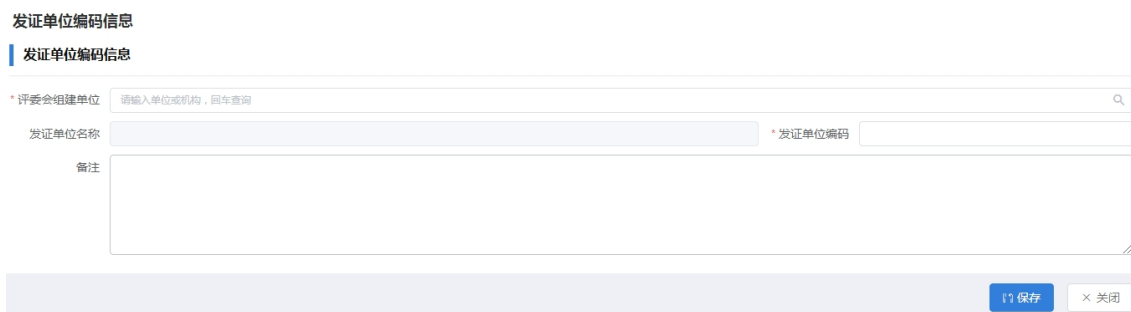 发证单位编码信息
发证单位编码信息
* 评委会组建单位 请输入单位或机构，回车查询
发证单位名称 * 发证单位编码
备注
保存 × 关闭